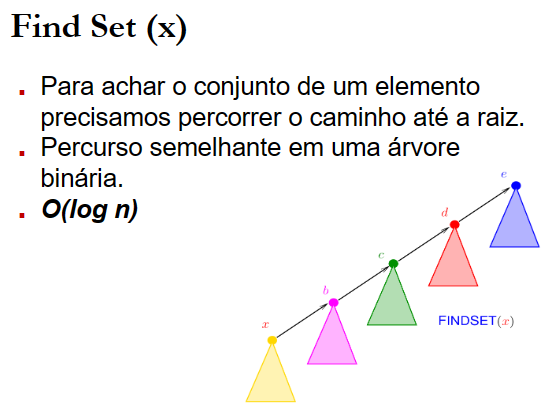 Find Set (x)
Para achar o conjunto de um elemento
precisamos percorrer o caminho até a raiz.
Percurso semelhante em uma árvore
binária.
O(log n)
e
d
c
b
x
FINDSET(x)